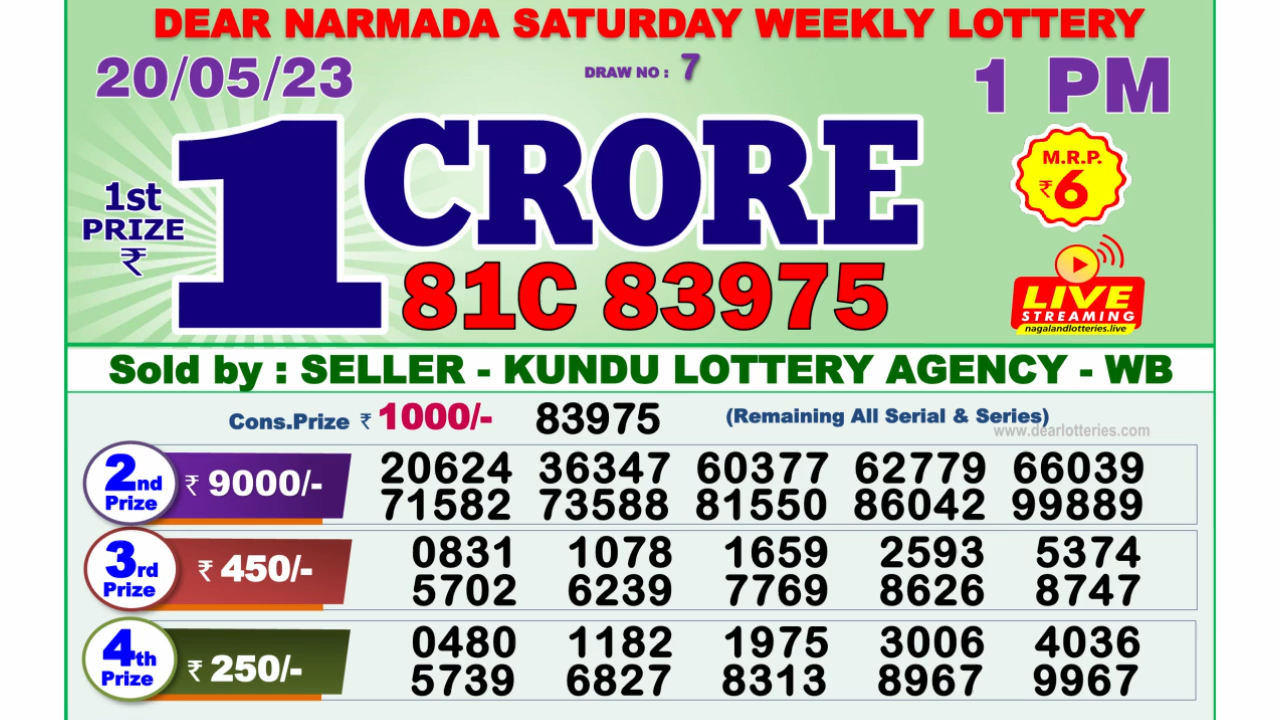 DEAR NARMADA SATURDAY WEEKLY LOTTERY
20/05/23
DRAW NO : 7
1 PM
1st
PRIZE
₹
1 CRORE
81C 83975
M.R.P.
₹6
LIVE
STREAMING
nagalandlotteries.live
Sold by : SELLER - KUNDU LOTTERY AGENCY - WB
Cons.Prize ₹ 1000/- 83975 (Remaining All Serial & Series)
www.dearlotteries.com
2nd
Prize
₹ 9000/-
20624 36347 60377 62779 66039
71582 73588 81550 86042 99889
3rd
Prize
₹ 450/-
0831 1078 1659 2593 5374
5702 6239 7769 8626 8747
4th
Prize
₹ 250/-
0480 1182 1975 3006 4036
5739 6827 8313 8967 9967